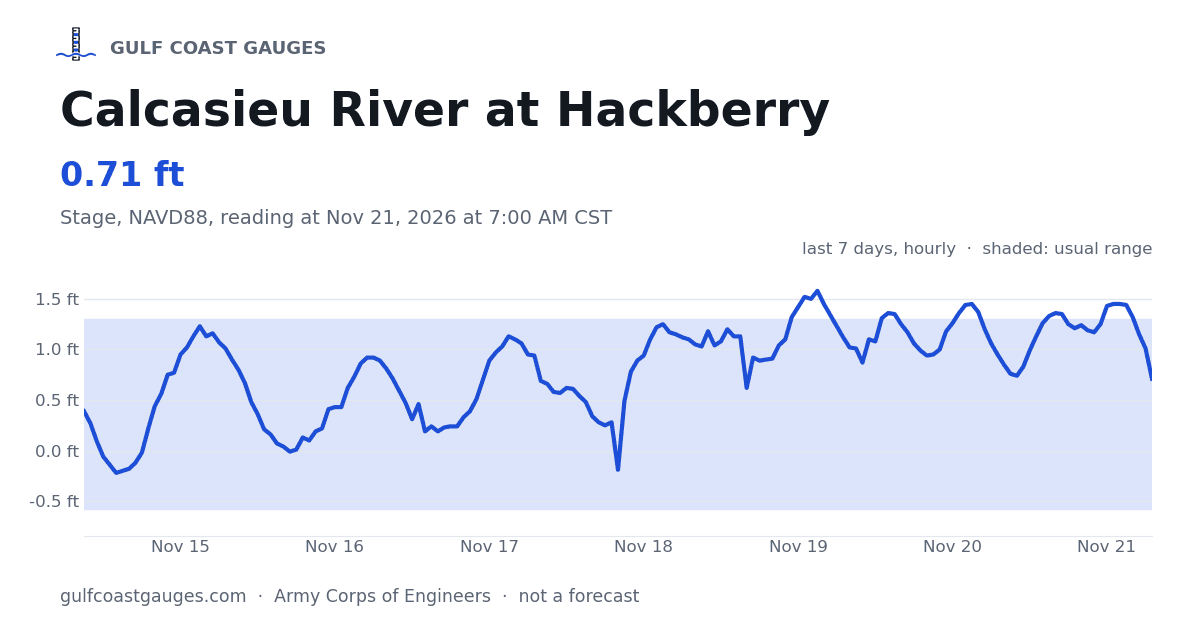 GULF COAST GAUGES
Calcasieu River at Hackberry
0.71 ft
Stage, NAVD88, reading at Nov 21, 2026 at 7:00 AM CST
last 7 days, hourly · shaded: usual range
1.5 ft
1.0 ft
0.5 ft
0.0 ft
-0.5 ft
Nov 15 Nov 16 Nov 17 Nov 18 Nov 19 Nov 20 Nov 21
gulfcoastgauges.com · Army Corps of Engineers · not a forecast